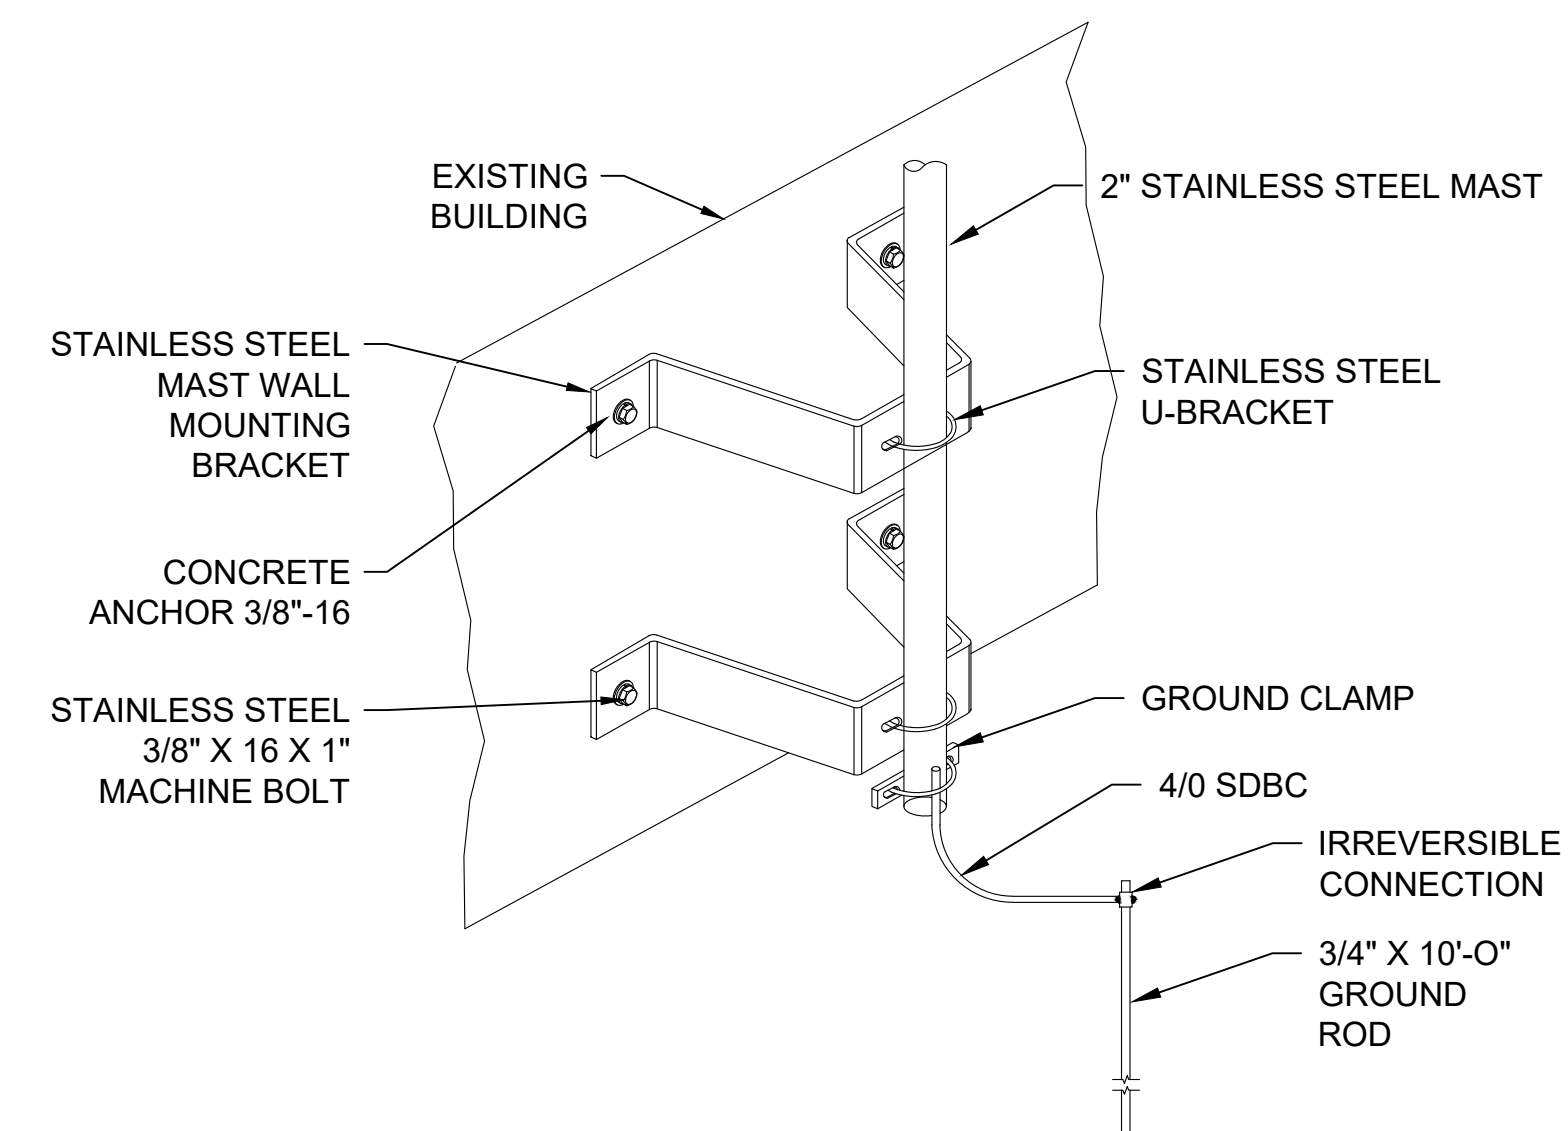 EXISTING
BUILDING
2" STAINLESS STEEL MAST
STAINLESS STEEL
MAST WALL
MOUNTING
BRACKET
STAINLESS STEEL
U-BRACKET
CONCRETE
ANCHOR 3/8"-16
STAINLESS STEEL
3/8" X 16 X 1"
MACHINE BOLT
GROUND CLAMP
4/0 SDBC
IRREVERSIBLE
CONNECTION
3/4" X 10'-O"
GROUND
ROD